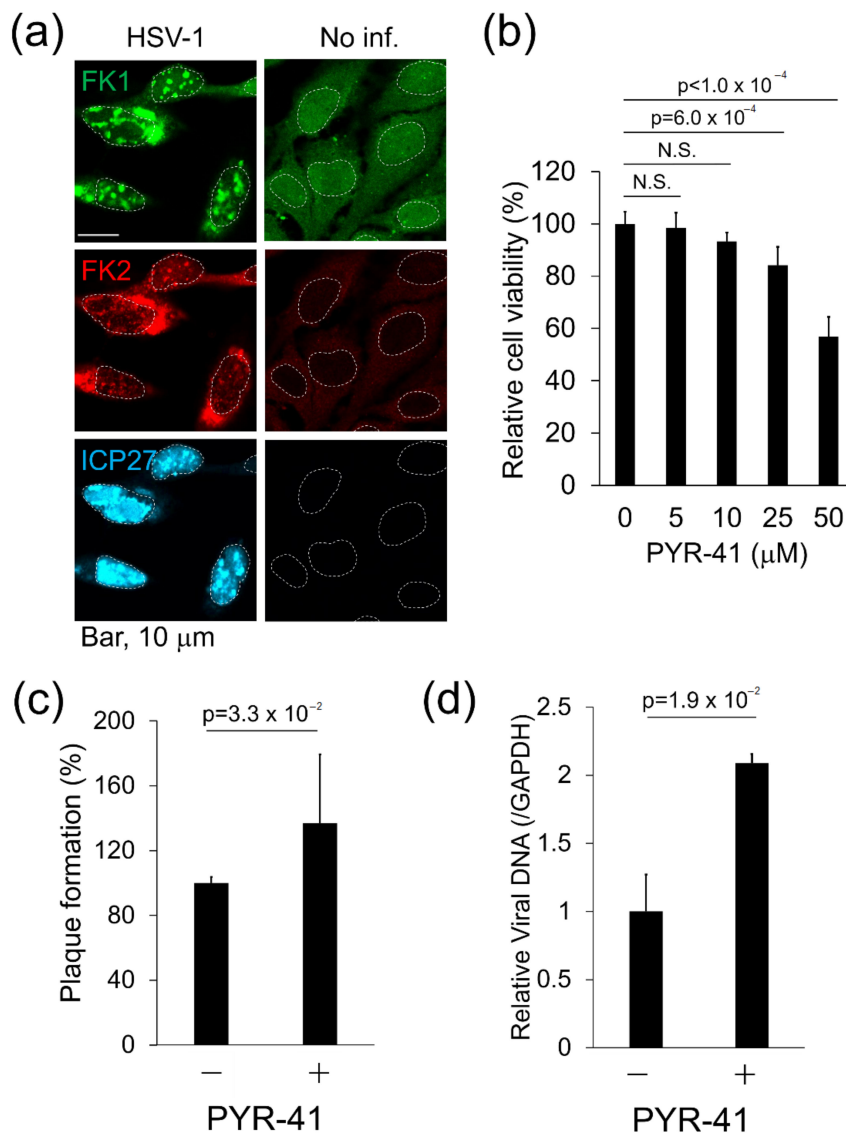 (a)
HSV-1
No inf.
FK1
FK2
ICP27
Bar, 10 μm
(b)
p<1.0 x 10⁻⁴
p=6.0 x 10⁻⁴
N.S.
N.S.
Relative cell viability (%)
120
100
80
60
40
20
0
0 5 10 25 50
PYR-41 (μM)
(c)
p=3.3 x 10⁻²
Plaque formation (%)
200
160
120
80
40
0
− +
PYR-41
(d)
p=1.9 x 10⁻²
Relative Viral DNA (/GAPDH)
2.5
2
1.5
1
0.5
0
− +
PYR-41